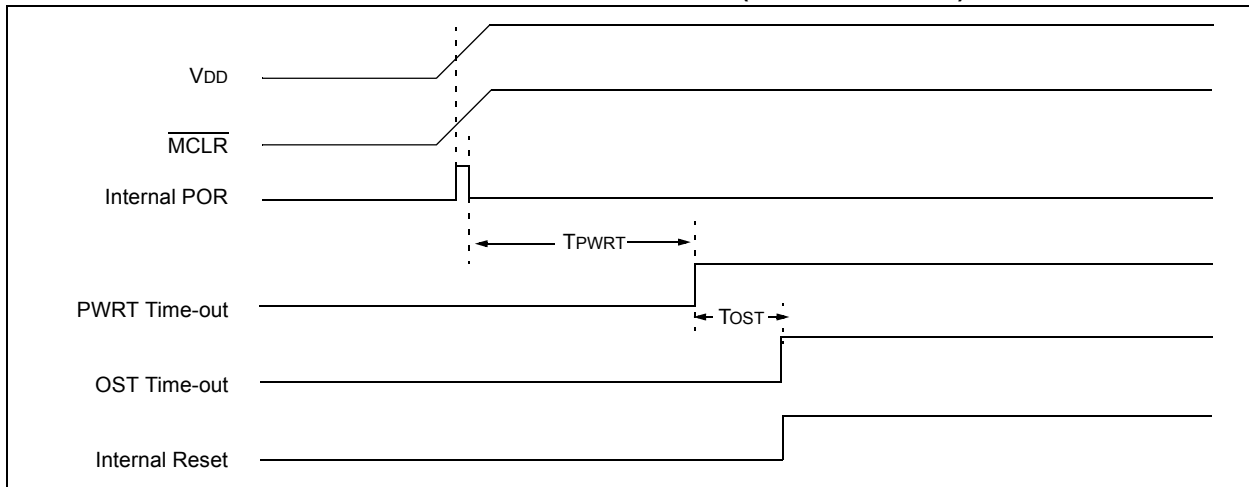 VDD
MCLR
Internal POR
TPWRT
PWRT Time-out
TOST
OST Time-out
Internal Reset